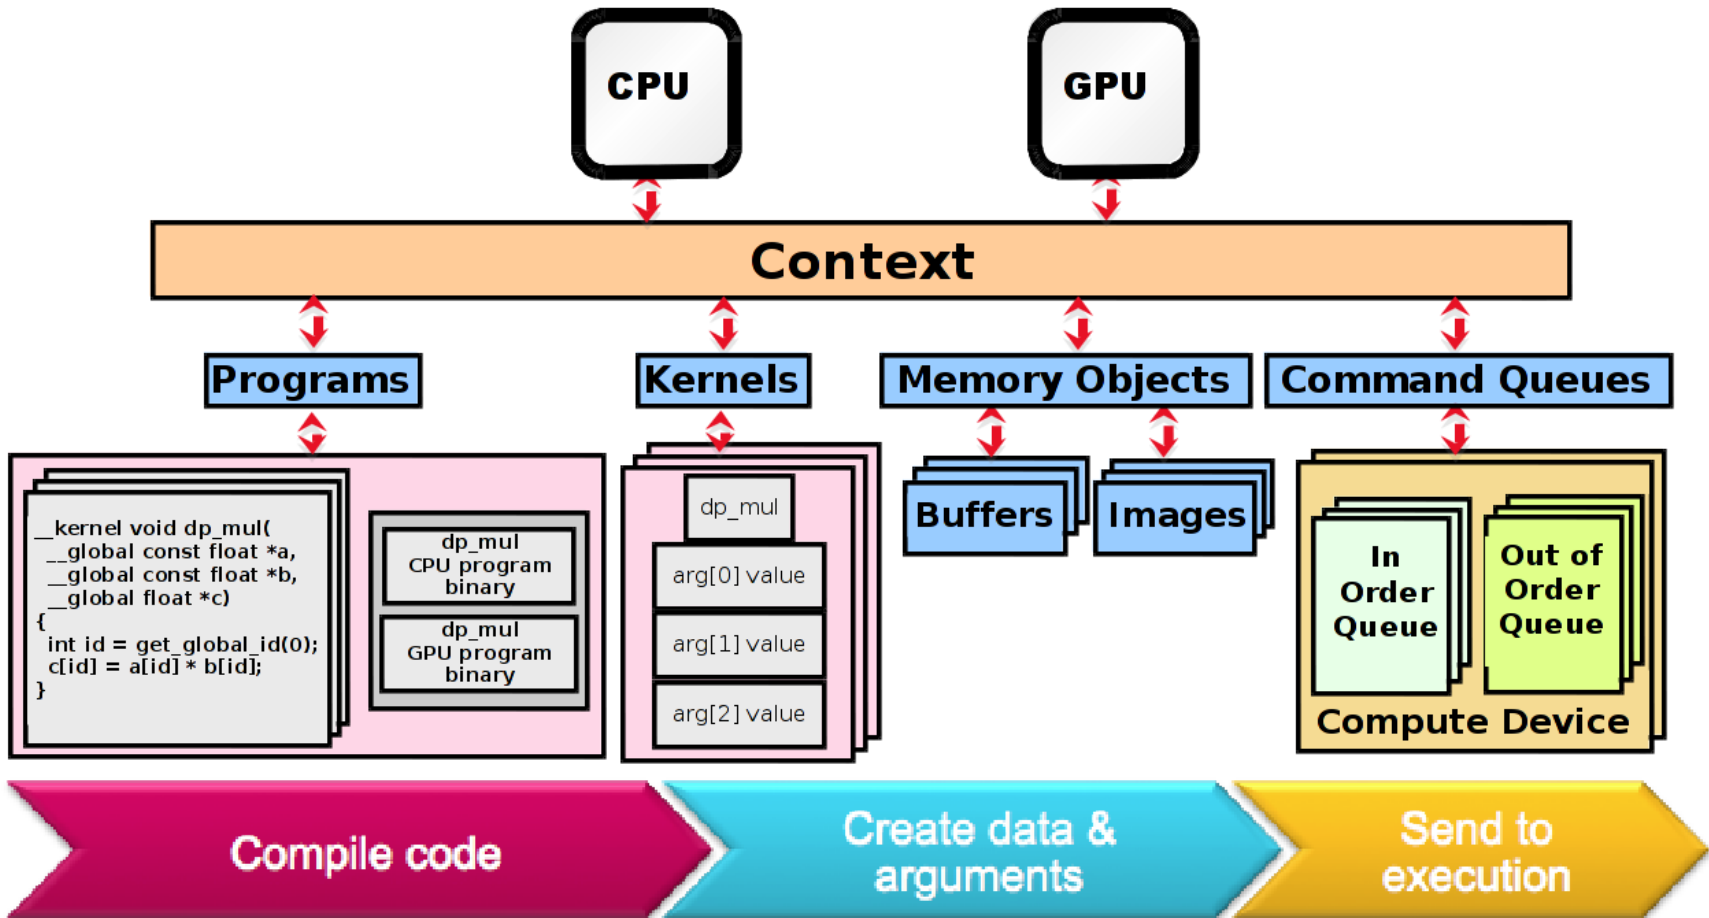 CPU
GPU
Context
Programs
Kernels
Memory Objects
Command Queues
__kernel void dp_mul(
__global const float *a,
__global const float *b,
__global float *c)
{
int id = get_global_id(0);
c[id] = a[id] * b[id];
}
dp_mul
CPU program
binary
dp_mul
GPU program
binary
dp_mul
arg[0] value
arg[1] value
arg[2] value
Buffers
Images
In
Order
Queue
Out of
Order
Queue
Compute Device
Compile code
Create data &
arguments
Send to
execution